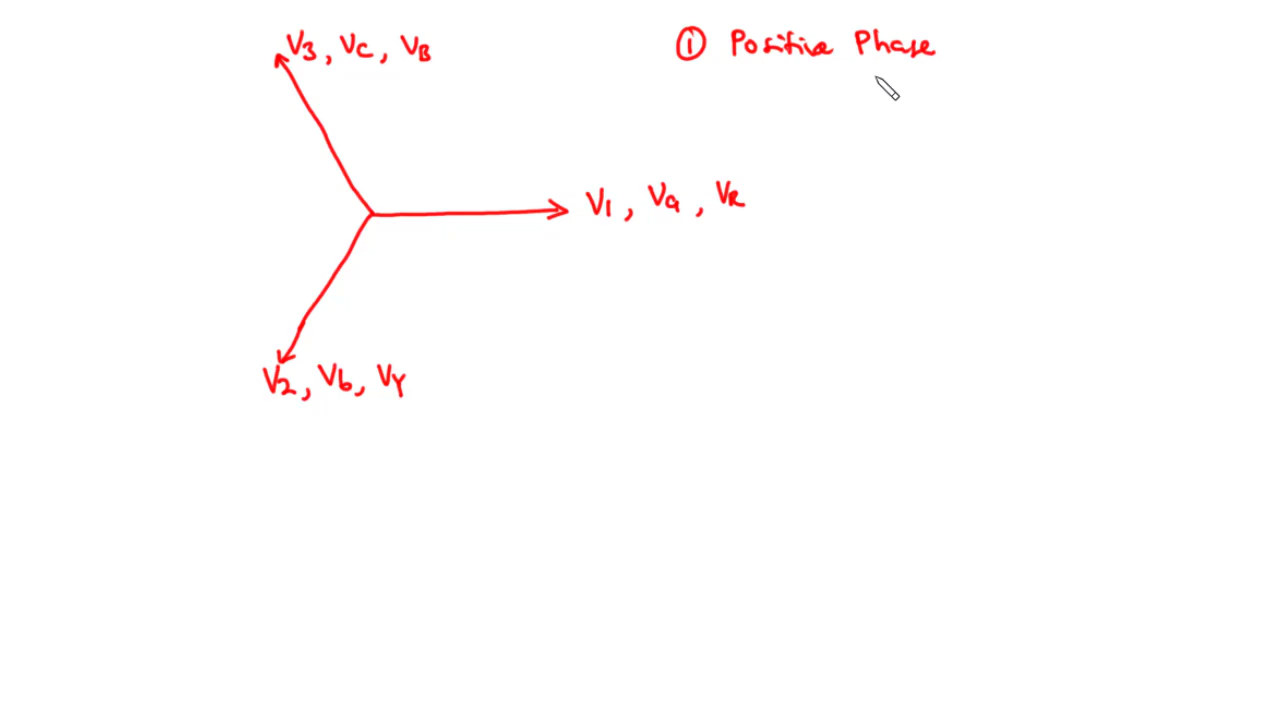 V3, VC, VB
① Positive Phase
V1, Va, VR
V2, Vb, VY